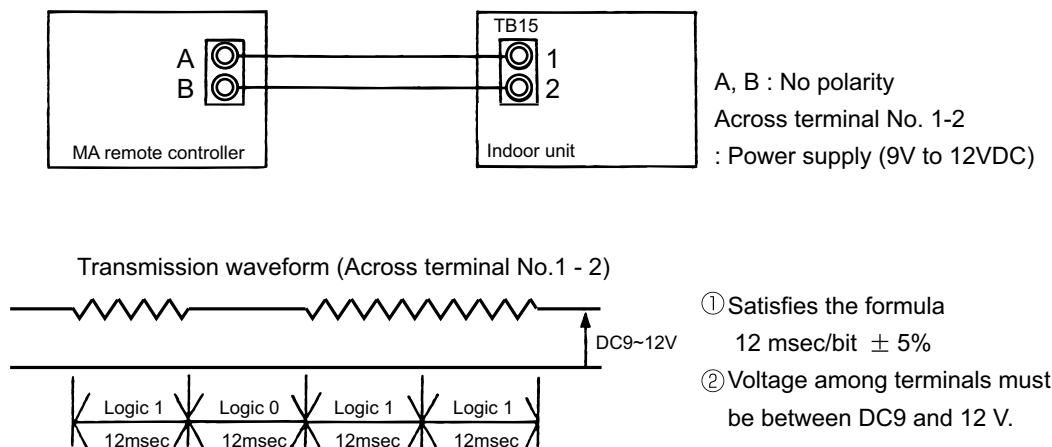 TB15
A
1
B
2
MA remote controller
Indoor unit
A, B : No polarity
Across terminal No. 1-2
: Power supply (9V to 12VDC)
Transmission waveform (Across terminal No.1 - 2)
DC9~12V
Logic 1
Logic 0
Logic 1
Logic 1
12msec
12msec
12msec
12msec
① Satisfies the formula
12 msec/bit ± 5%
② Voltage among terminals must
be between DC9 and 12 V.